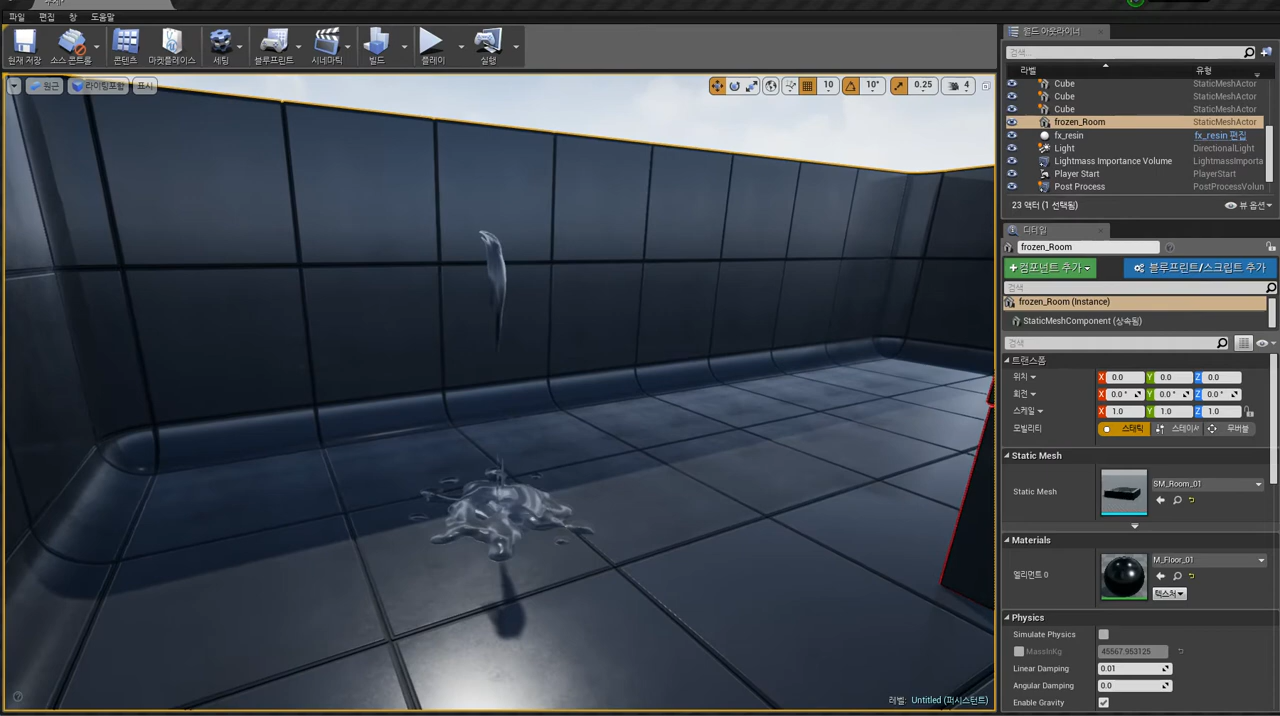 파일 편집 창 도움말
현재 저장 소스 콘트롤 콘텐츠 마켓플레이스 세팅 블루프린트 시네마틱 빌드 플레이 실행
원근 라이팅포함 표시
10 10° 0.25 4
월드 아웃라이너
검색...
라벨 유형
Cube StaticMeshActor
Cube StaticMeshActor
Cube StaticMeshActor
frozen_Room StaticMeshActor
fx_resin fx_resin 편집
Light DirectionalLight
Lightmass Importance Volume LightmassImporta
Player Start PlayerStart
Post Process PostProcessVolun
23 액터 (1 선택됨) 뷰 옵션
디테일
frozen_Room
+컴포넌트 추가 블루프린트/스크립트 추가
검색
frozen_Room (Instance)
StaticMeshComponent (상속됨)
검색
트랜스폼
위치 X 0.0 Y 0.0 Z 0.0
회전 X 0.0 ° Y 0.0 ° Z 0.0 °
스케일 X 1.0 Y 1.0 Z 1.0
모빌리티 스태틱 스테이셔 무버블
Static Mesh
Static Mesh SM_Room_01
Materials
엘리먼트 0 M_Floor_01
텍스처
Physics
Simulate Physics
MassInKg 45567.953125
Linear Damping 0.01
Angular Damping 0.0
Enable Gravity
레벨: Untitled (퍼시스턴트)